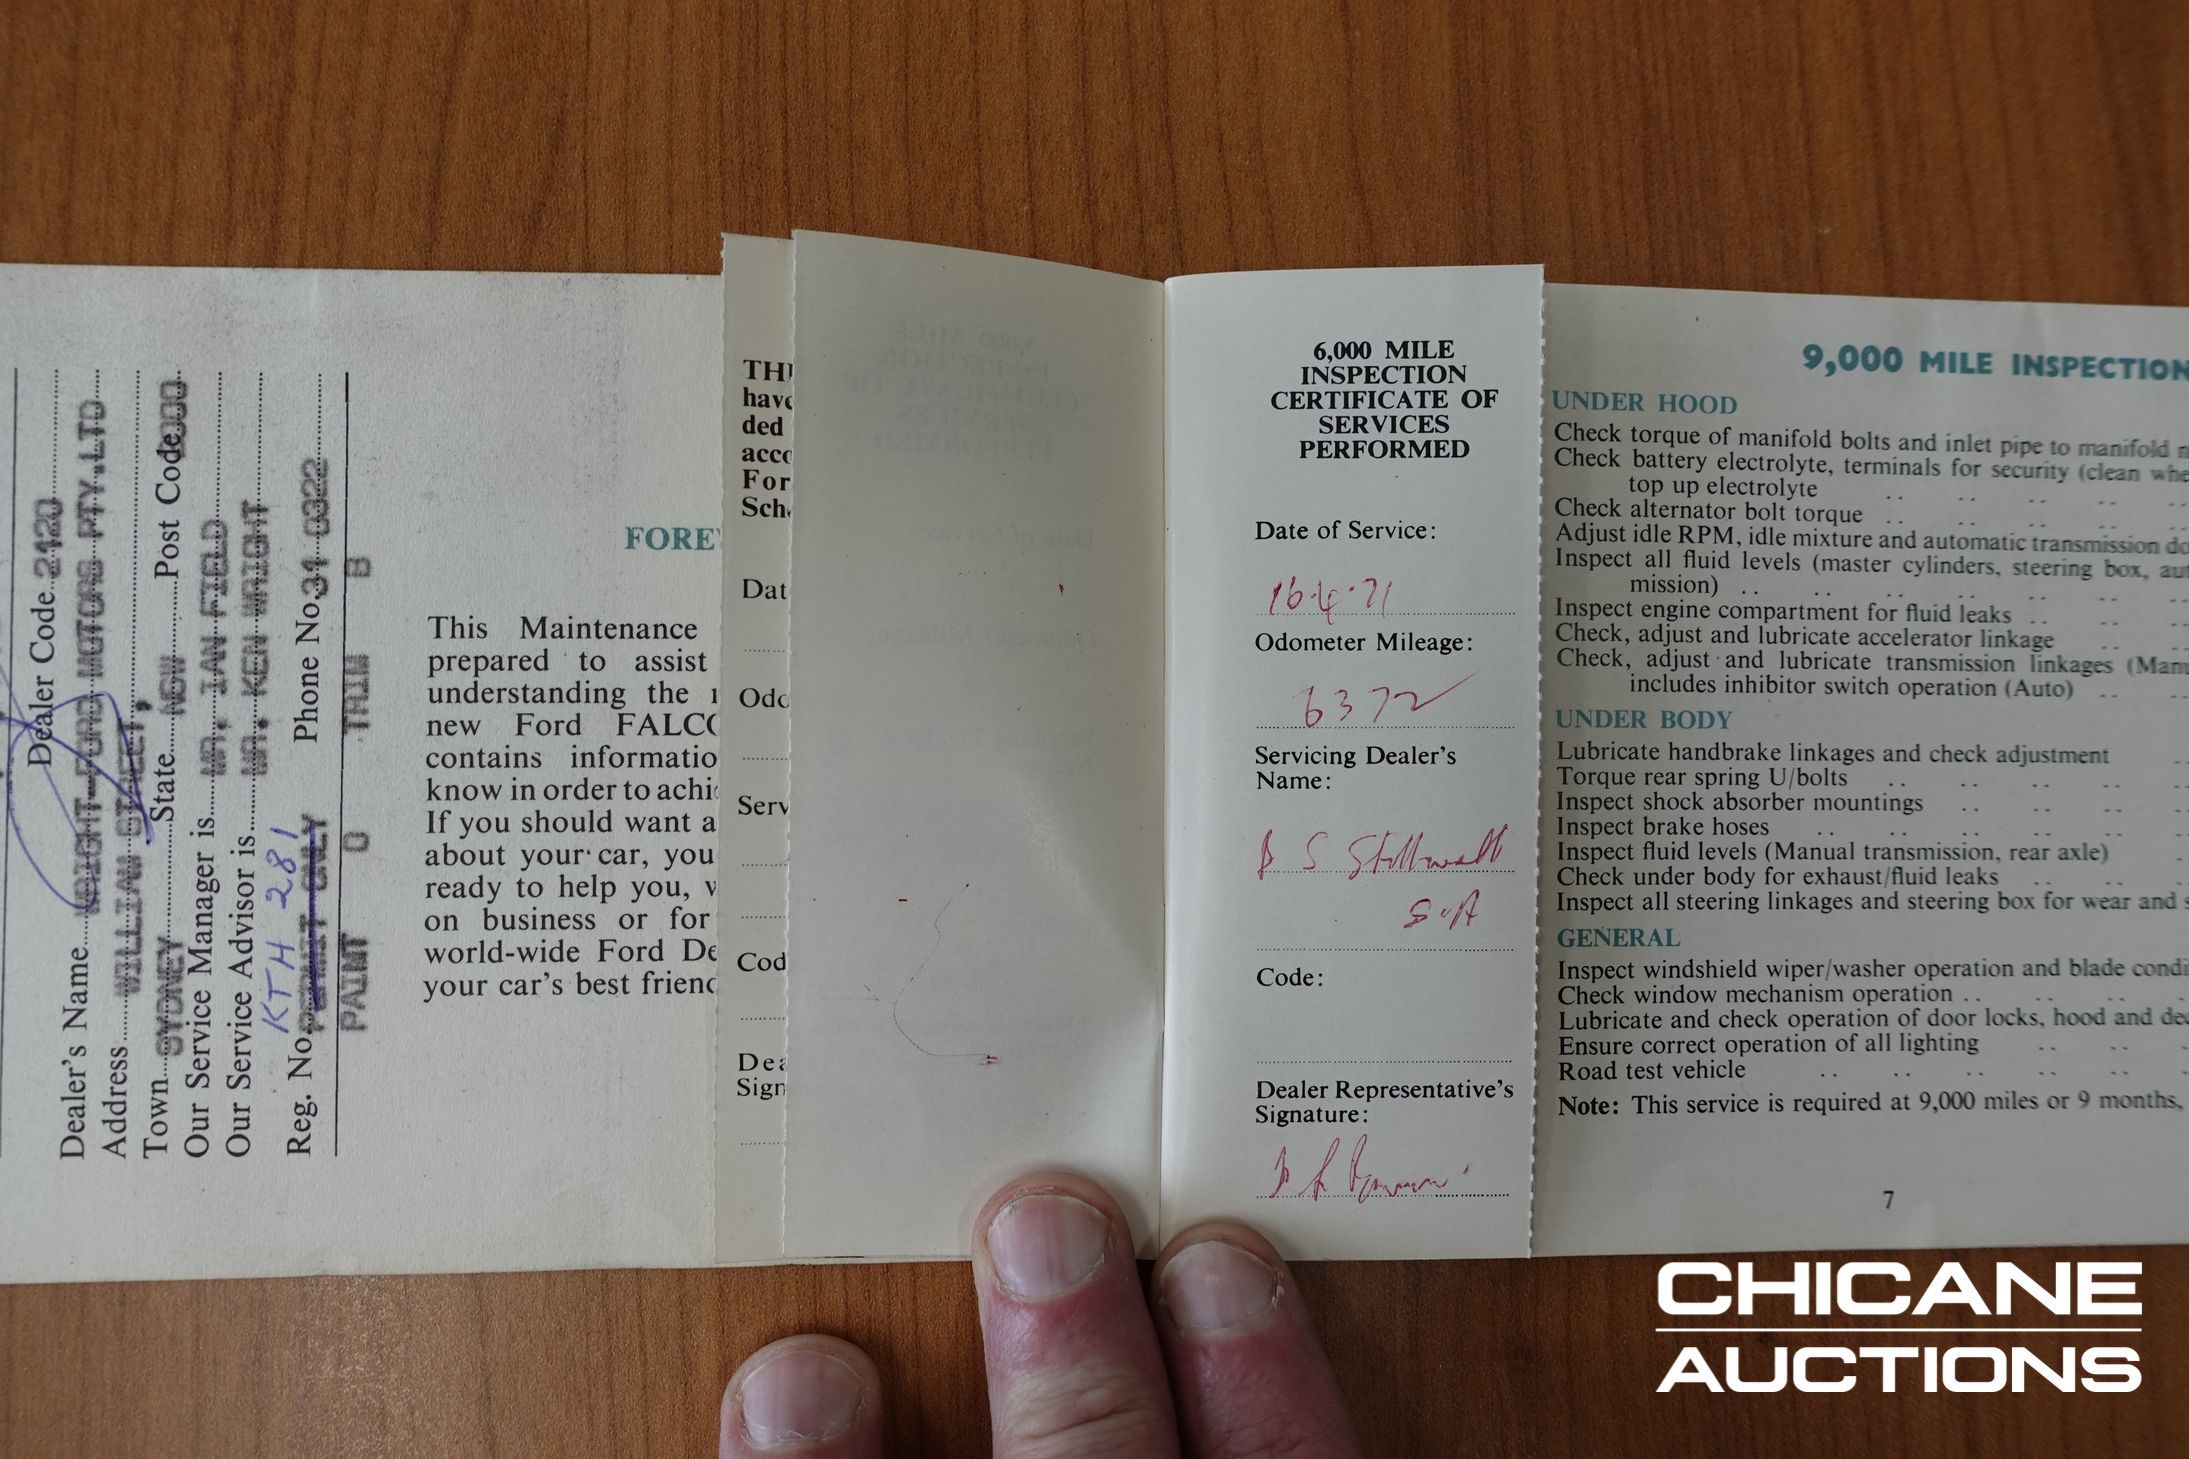 Dealer Code 2120
Dealer's Name WRIGHT FORD MOTORS PTY. LTD
Address WILLIAM STREET,
Town SYDNEY State NSW Post Code 2000
Our Service Manager is MR. IAN FIELD
Our Service Advisor is MR. KEN WRIGHT
KTH 281
Reg. No. PERMIT ONLY Phone No. 31 0322
PAINT O TRIM B
FORE
This Maintenance
prepared to assist
understanding the
new Ford FALCO
contains informatio
know in order to achi
If you should want a
about your car, you
ready to help you,
on business or for
world-wide Ford De
your car's best frienc
TH
have
ded
acco
For
Sch
Dat
Odo
Serv
Cod
Dea
Sign
6,000 MILE
INSPECTION
CERTIFICATE OF
SERVICES
PERFORMED
Date of Service:
16.4.71
Odometer Mileage:
6372
Servicing Dealer's
Name:
B S Stillwell
S.A
Code:
Dealer Representative's
Signature:
9,000 MILE INSPECTION
UNDER HOOD
Check torque of manifold bolts and inlet pipe to manifold n
Check battery electrolyte, terminals for security (clean whe
top up electrolyte
Check alternator bolt torque
Adjust idle RPM, idle mixture and automatic transmission da
Inspect all fluid levels (master cylinders, steering box, aut
mission)
Inspect engine compartment for fluid leaks
Check, adjust and lubricate accelerator linkage
Check, adjust and lubricate transmission linkages (Manu
includes inhibitor switch operation (Auto)
UNDER BODY
Lubricate handbrake linkages and check adjustment
Torque rear spring U/bolts
Inspect shock absorber mountings
Inspect brake hoses
Inspect fluid levels (Manual transmission, rear axle)
Check under body for exhaust/fluid leaks
Inspect all steering linkages and steering box for wear and s
GENERAL
Inspect windshield wiper/washer operation and blade condi
Check window mechanism operation
Lubricate and check operation of door locks, hood and dec
Ensure correct operation of all lighting
Road test vehicle
Note: This service is required at 9,000 miles or 9 months,
7
CHICANE
AUCTIONS